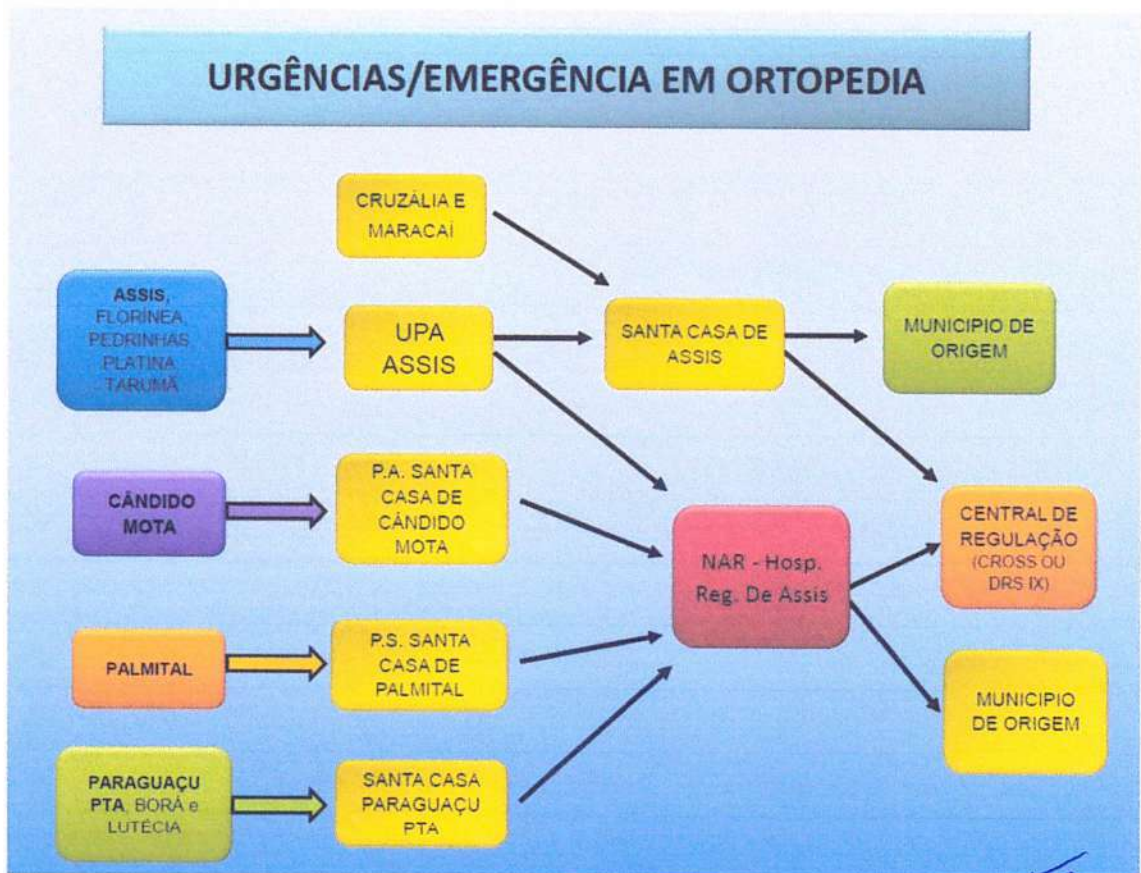 URGÊNCIAS/EMERGÊNCIA EM ORTOPEDIA
CRUZÁLIA E
MARACAÍ
ASSIS,
FLORÍNEA,
PEDRINHAS
PLATINA
TARUMÃ
UPA
ASSIS
SANTA CASA DE
ASSIS
MUNICIPIO DE
ORIGEM
CÂNDIDO
MOTA
P.A. SANTA
CASA DE
CÂNDIDO
MOTA
NAR - Hosp.
Reg. De Assis
CENTRAL DE
REGULAÇÃO
(CROSS OU
DRS IX)
PALMITAL
P.S. SANTA
CASA DE
PALMITAL
MUNICIPIO
DE ORIGEM
PARAGUAÇU
PTA, BORÁ e
LUTÉCIA
SANTA CASA
PARAGUAÇU
PTA